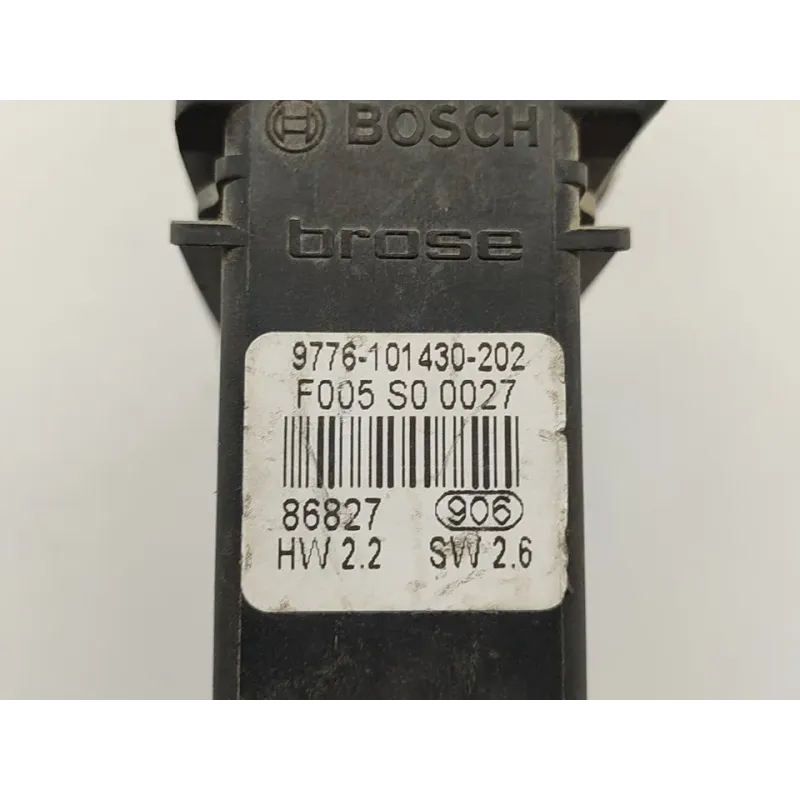 BOSCH
brose
9776-101430-202
F005 S0 0027
86827 906
HW 2.2 SW 2.6